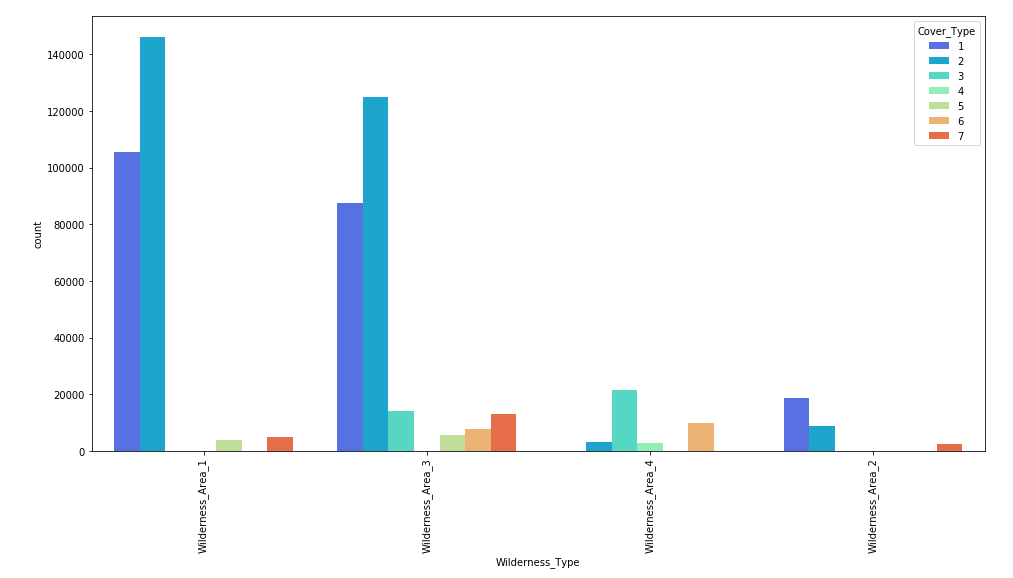 Cover_Type
1
2
3
4
5
6
7
140000
120000
100000
80000
60000
40000
20000
0
count
Wilderness_Area_1
Wilderness_Area_3
Wilderness_Area_4
Wilderness_Area_2
Wilderness_Type